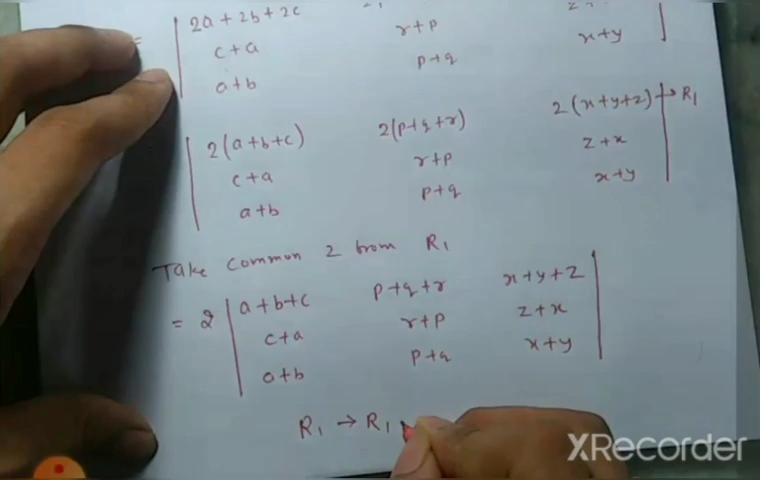 = 2a+2b+2c
c+a r+p x+y
a+b p+q
2(a+b+c) 2(p+q+r) 2(x+y+z) → R1
c+a r+p z+x
a+b p+q x+y
Take common 2 from R1
= 2 a+b+c p+q+r x+y+z
c+a r+p z+x
a+b p+q x+y
R1 → R1
XRecorder